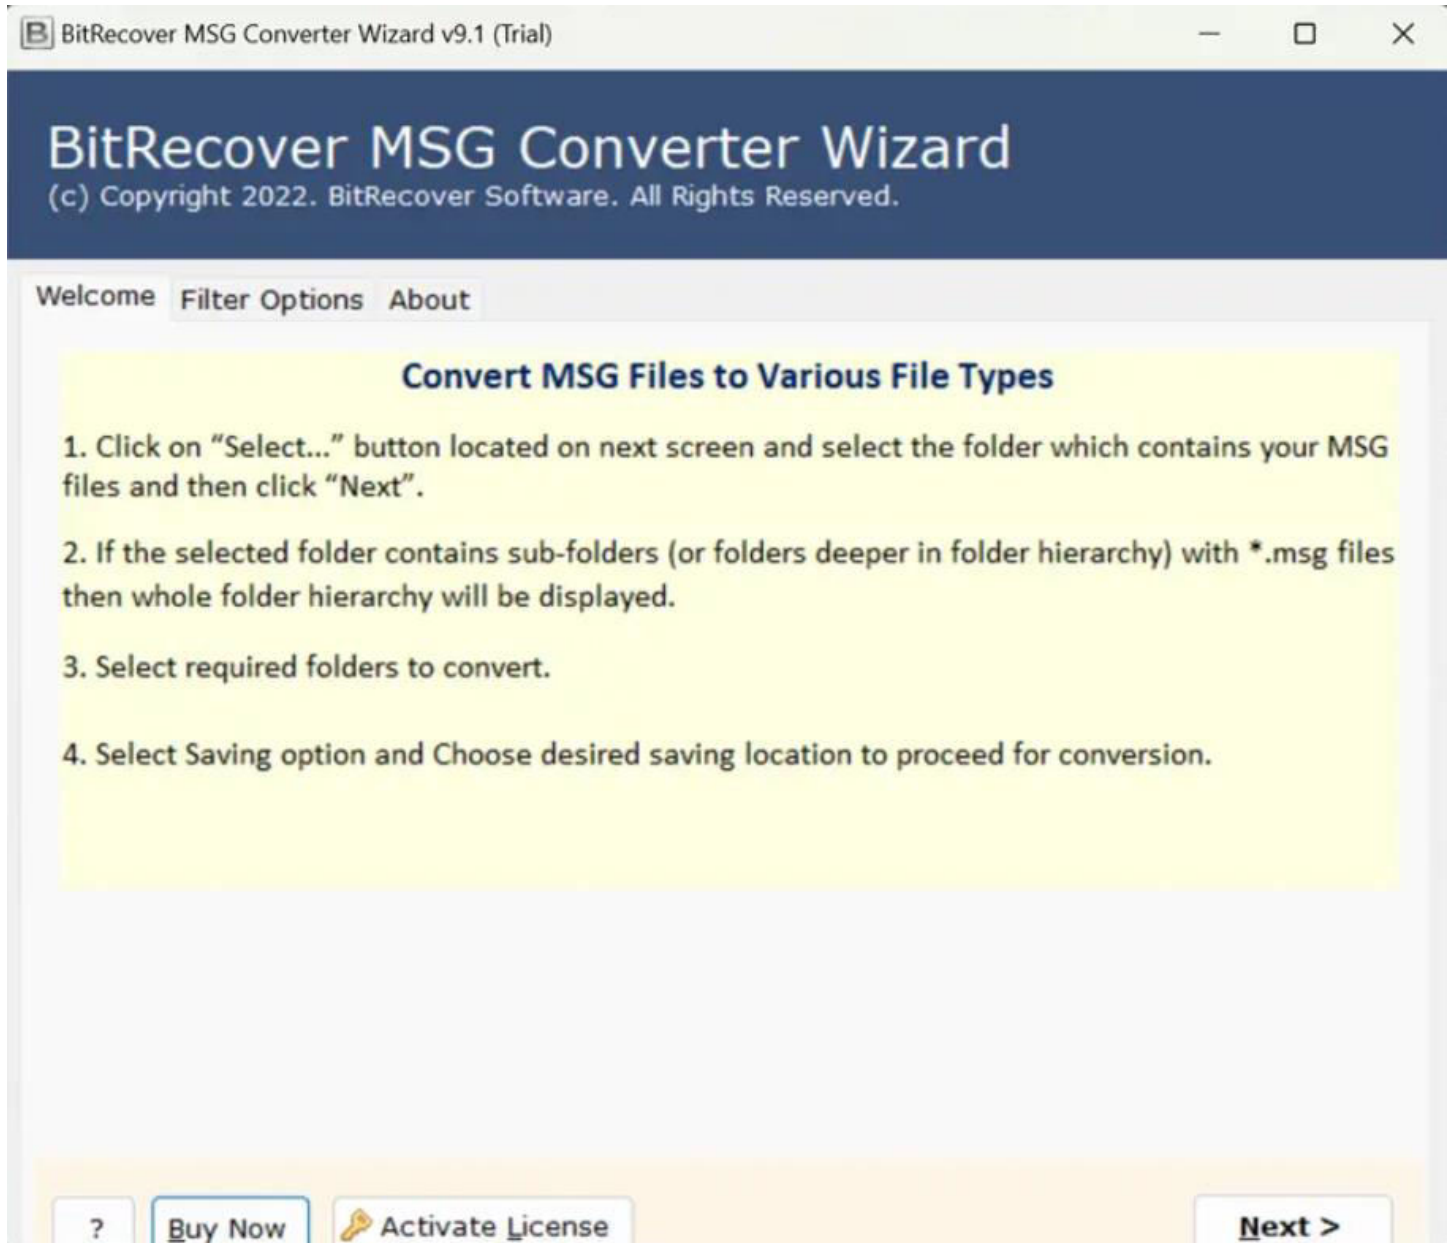 BitRecover MSG Converter Wizard v9.1 (Trial)
BitRecover MSG Converter Wizard
(c) Copyright 2022. BitRecover Software. All Rights Reserved.
Welcome Filter Options About
Convert MSG Files to Various File Types
1. Click on “Select...” button located on next screen and select the folder which contains your MSG
files and then click “Next”.
2. If the selected folder contains sub-folders (or folders deeper in folder hierarchy) with *.msg files
then whole folder hierarchy will be displayed.
3. Select required folders to convert.
4. Select Saving option and Choose desired saving location to proceed for conversion.
? Buy Now Activate License Next >